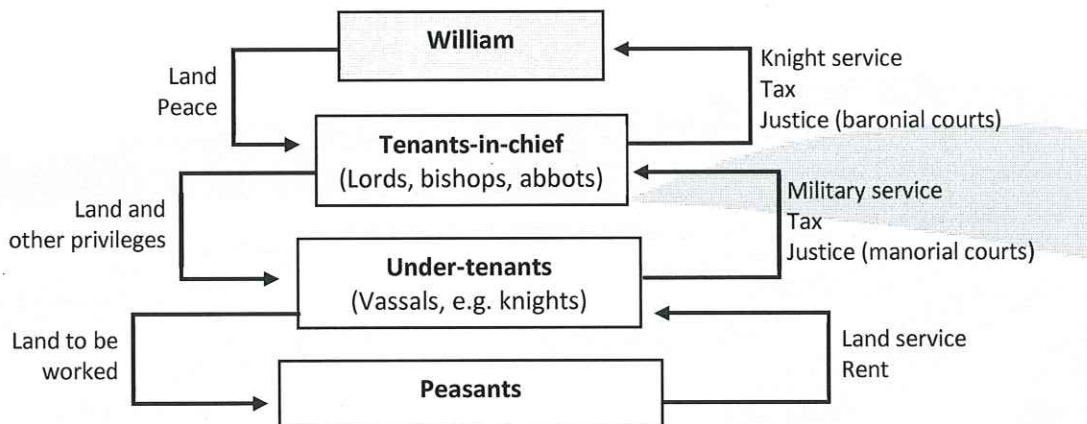 William
Land
Peace
Knight service
Tax
Justice (baronial courts)
Tenants-in-chief
(Lords, bishops, abbots)
Land and
other privileges
Military service
Tax
Justice (manorial courts)
Under-tenants
(Vassals, e.g. knights)
Land to be
worked
Land service
Rent
Peasants